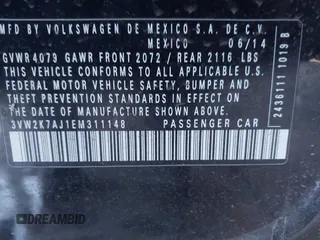 MFD BY VOLKSWAGEN DE MEXICO S.A. DE C.V.
MEXICO 06/14
GVWR 4079 GAWR FRONT 2072 / REAR 2116 LBS
THIS VEHICLE CONFORMS TO ALL APPLICABLE U.S.
FEDERAL MOTOR VEHICLE SAFETY, BUMPER AND
THEFT PREVENTION STANDARDS IN EFFECT ON THE
DATE OF MANUFACTURE SHOWN ABOVE.
3VW2K7AJ1EM311148 PASSENGER CAR
2436111 1019 B
AUTOBIDMASTER